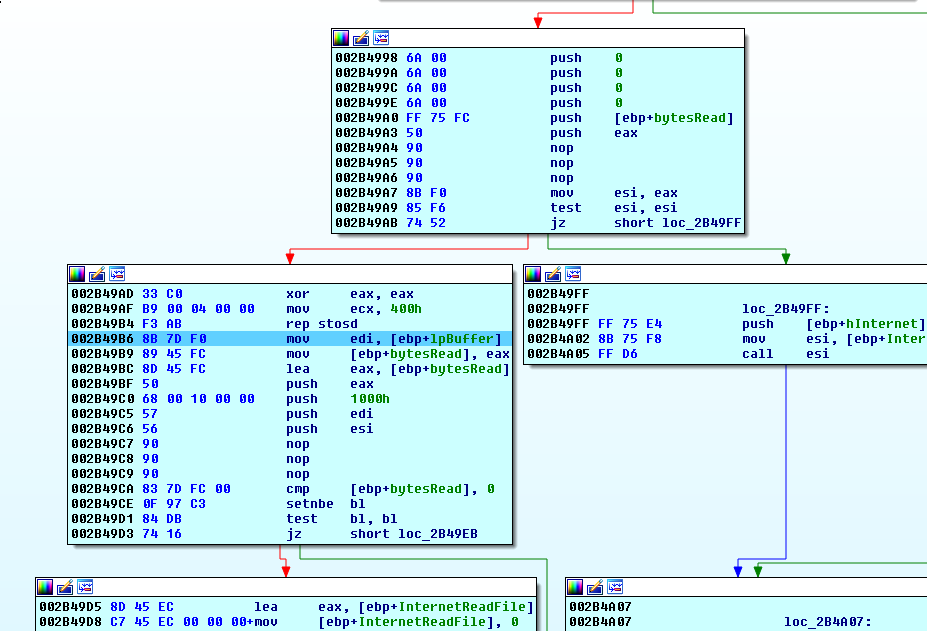 002B4998 6A 00 push 0
002B499A 6A 00 push 0
002B499C 6A 00 push 0
002B499E 6A 00 push 0
002B49A0 FF 75 FC push [ebp+bytesRead]
002B49A3 50 push eax
002B49A4 90 nop
002B49A5 90 nop
002B49A6 90 nop
002B49A7 8B F0 mov esi, eax
002B49A9 85 F6 test esi, esi
002B49AB 74 52 jz short loc_2B49FF
002B49AD 33 C0 xor eax, eax
002B49AF B9 00 04 00 00 mov ecx, 400h
002B49B4 F3 AB rep stosd
002B49B6 8B 7D F0 mov edi, [ebp+lpBuffer]
002B49B9 89 45 FC mov [ebp+bytesRead], eax
002B49BC 8D 45 FC lea eax, [ebp+bytesRead]
002B49BF 50 push eax
002B49C0 68 00 10 00 00 push 1000h
002B49C5 57 push edi
002B49C6 56 push esi
002B49C7 90 nop
002B49C8 90 nop
002B49C9 90 nop
002B49CA 83 7D FC 00 cmp [ebp+bytesRead], 0
002B49CE 0F 97 C3 setnbe bl
002B49D1 84 DB test bl, bl
002B49D3 74 16 jz short loc_2B49EB
002B49FF
002B49FF loc_2B49FF:
002B49FF FF 75 E4 push [ebp+hInternet]
002B4A02 8B 75 F8 mov esi, [ebp+Inter
002B4A05 FF D6 call esi
002B49D5 8D 45 EC lea eax, [ebp+InternetReadFile]
002B49D8 C7 45 EC 00 00 00+mov [ebp+InternetReadFile], 0
002B4A07
002B4A07 loc_2B4A07: